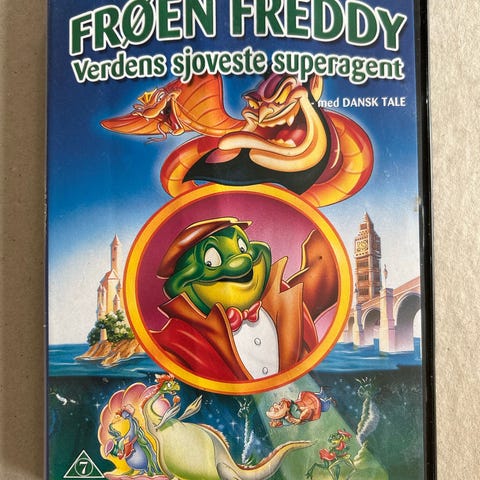 FRØEN FREDDY
Verdens sjoveste superagent
- med DANSK TALE
7